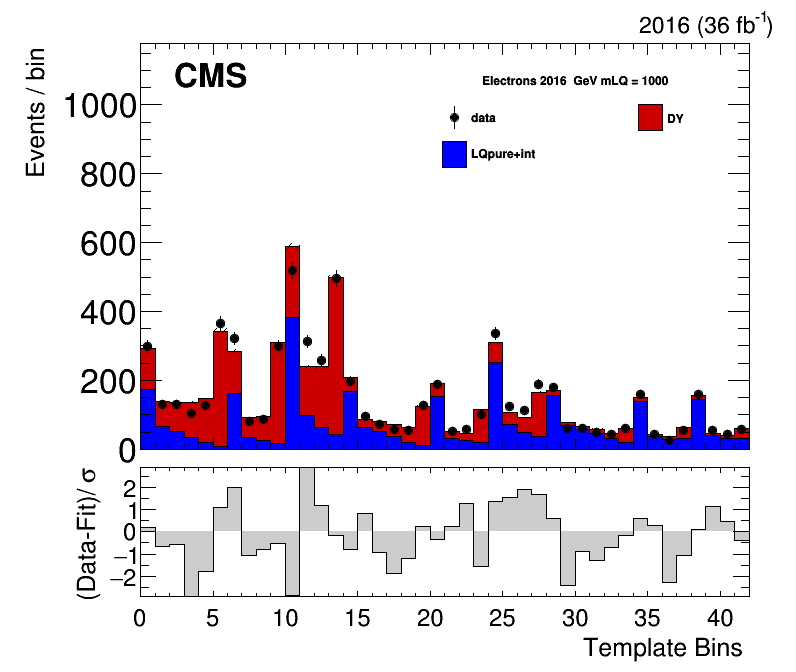 2016 (36 fb-1)
CMS
Electrons 2016 GeV mLQ = 1000
data
DY
LQpure+int
Events / bin
1000
800
600
400
200
0
(Data-Fit)/ σ
2
1
0
−1
−2
0 5 10 15 20 25 30 35 40
Template Bins